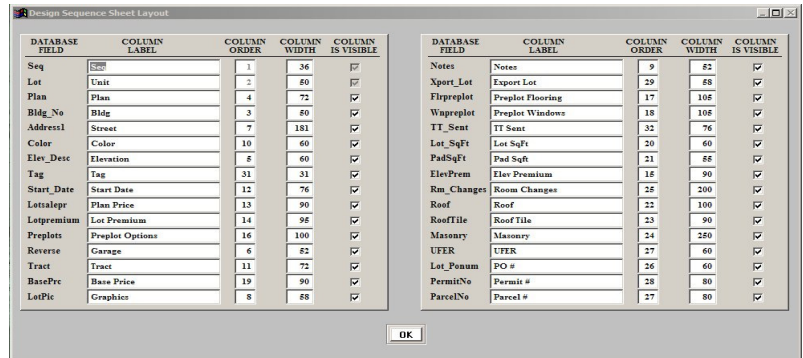 Design Sequence Sheet Layout
DATABASE FIELD COLUMN LABEL COLUMN ORDER COLUMN WIDTH COLUMN IS VISIBLE
Seq Seq 1 36
Lot Unit 2 50
Plan Plan 4 72
Bldg_No Bldg 3 50
Address1 Street 7 181
Color Color 10 60
Elev_Desc Elevation 5 60
Tag Tag 31 31
Start_Date Start Date 12 76
Lotsalepr Plan Price 13 90
Lotpremium Lot Premium 14 95
Preplots Preplot Options 16 100
Reverse Garage 6 52
Tract Tract 11 72
BasePrc Base Price 19 90
LotPic Graphics 8 58
DATABASE FIELD COLUMN LABEL COLUMN ORDER COLUMN WIDTH COLUMN IS VISIBLE
Notes Notes 9 52
Xport_Lot Export Lot 29 58
Flrpreplot Preplot Flooring 17 105
Wnpreplot Preplot Windows 18 105
TT_Sent TT Sent 32 76
Lot_SqFt Lot SqFt 20 60
PadSqFt Pad Sqft 21 55
ElevPrem Elev Premium 15 90
Rm_Changes Room Changes 25 200
Roof Roof 22 100
RoofTile Roof Tile 23 90
Masonry Masonry 24 250
UFER UFER 27 60
Lot_Ponum PO # 26 60
PermitNo Permit # 28 80
ParcelNo Parcel # 27 80
OK